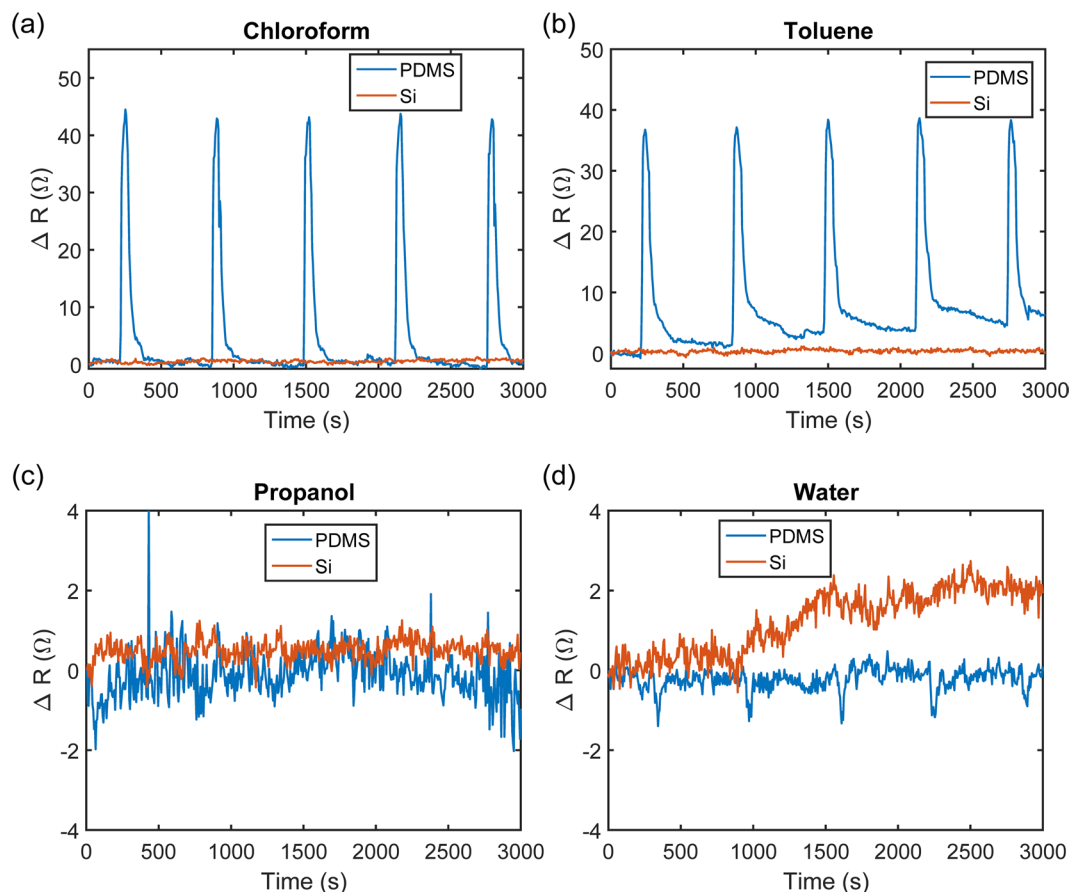 (a)
Chloroform
PDMS
Si
50
40
30
20
10
0
Δ R (Ω)
0 500 1000 1500 2000 2500 3000
Time (s)
(b)
Toluene
PDMS
Si
50
40
30
20
10
0
Δ R (Ω)
0 500 1000 1500 2000 2500 3000
Time (s)
(c)
Propanol
PDMS
Si
4
2
0
-2
-4
Δ R (Ω)
0 500 1000 1500 2000 2500 3000
Time (s)
(d)
Water
PDMS
Si
4
2
0
-2
-4
Δ R (Ω)
0 500 1000 1500 2000 2500 3000
Time (s)